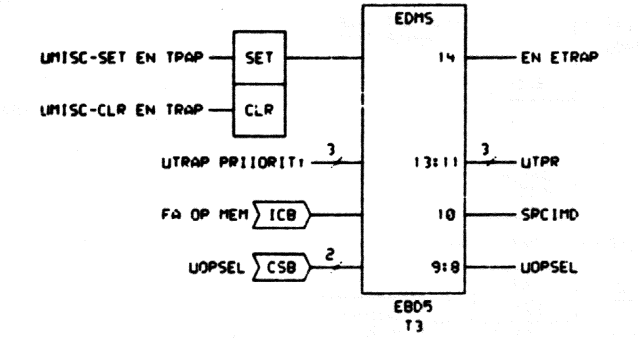 EDMS
UMISC-SET EN TPAP SET 14 EN ETRAP
UMISC-CLR EN TRAP CLR
3 3
UTRAP PRIIORITY 13:11 UTPR
FA OP MEM ICB 10 SPCIMD
2
UOPSEL CSB 9:8 UOPSEL
EBD5
T3